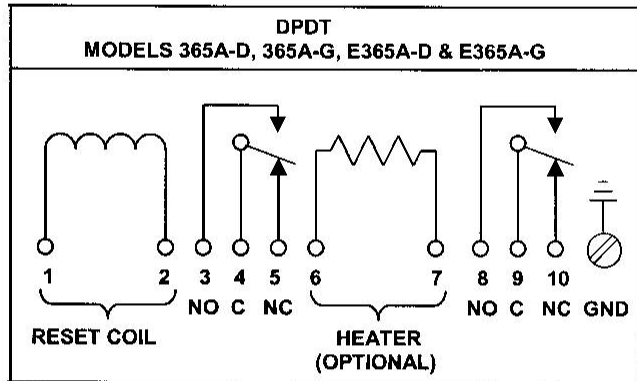 DPDT
MODELS 365A-D, 365A-G, E365A-D & E365A-G
1 2 3 4 5 6 7 8 9 10
NO C NC NO C NC GND
RESET COIL HEATER
(OPTIONAL)